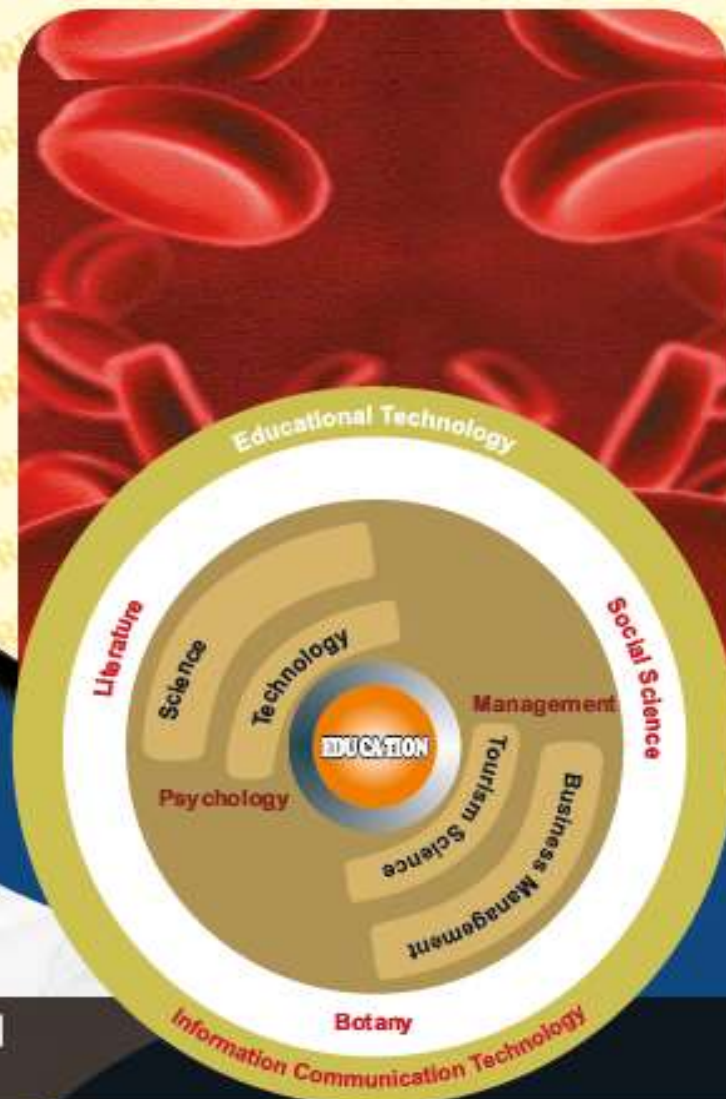 Educational Technology
Literature
Social Science
Science
Technology
Management
EDUCATION
Psychology
Tourism Science
Business Management
Botany
Information Communication Technology